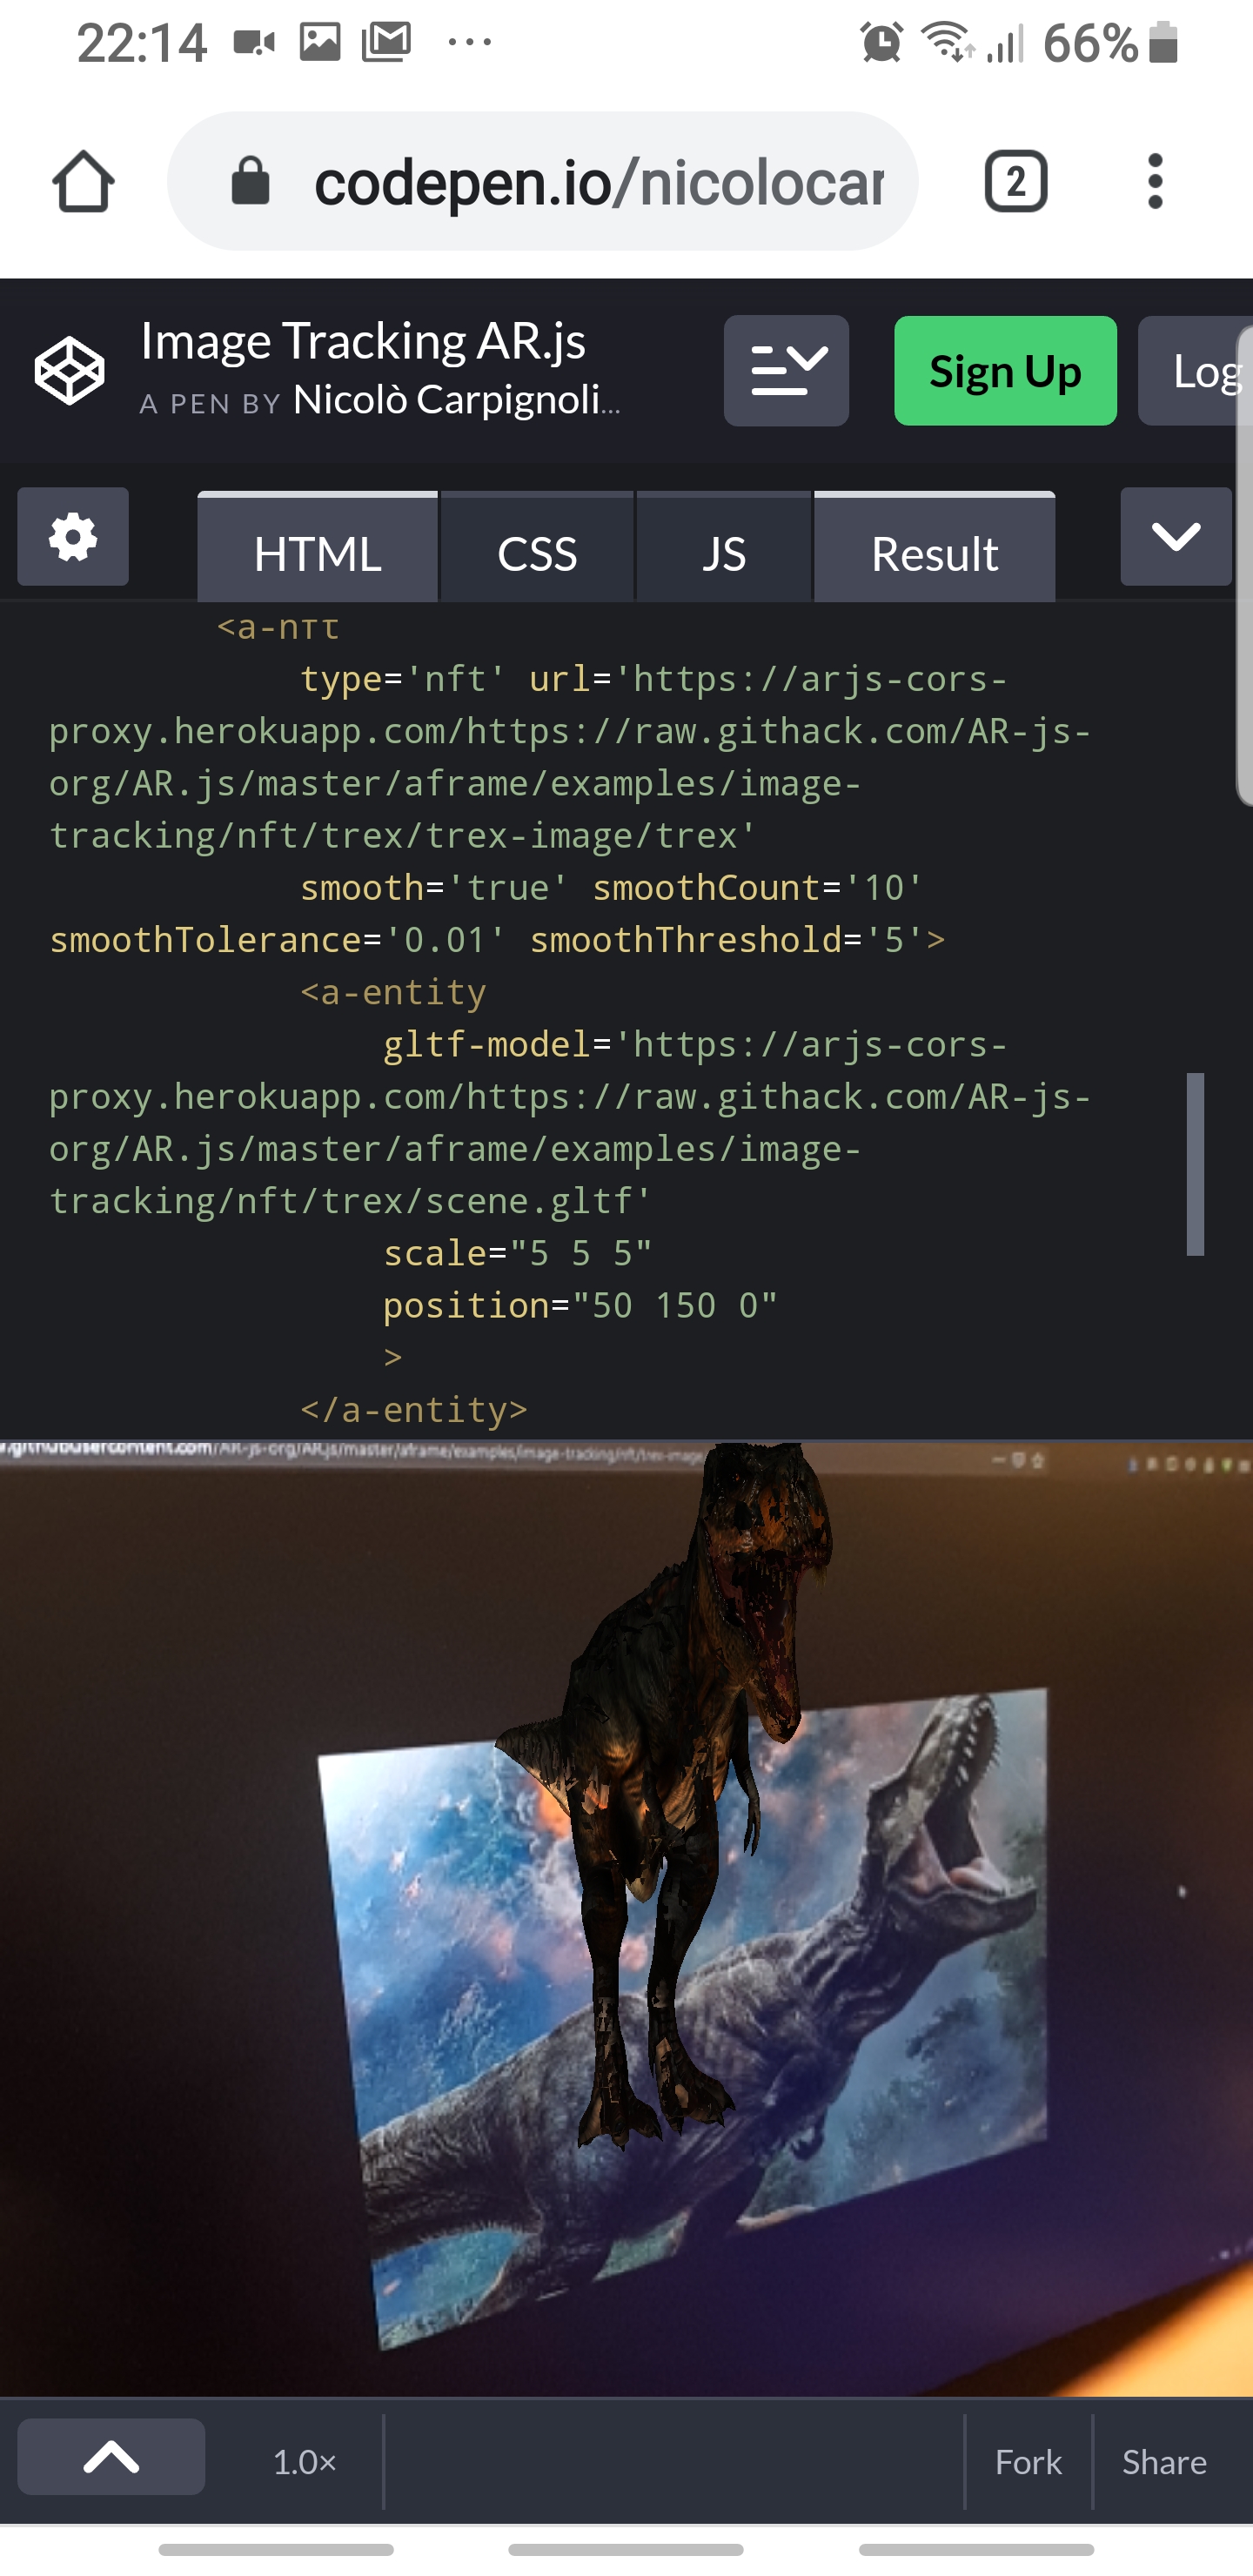 22:14
66%
codepen.io/nicolocar
2
Image Tracking AR.js
A PEN BY Nicolò Carpignoli...
Sign Up
Log
HTML
CSS
JS
Result
<a-nft
type='nft' url='https://arjs-cors-
proxy.herokuapp.com/https://raw.githack.com/AR-js-
org/AR.js/master/aframe/examples/image-
tracking/nft/trex/trex-image/trex'
smooth='true' smoothCount='10'
smoothTolerance='0.01' smoothThreshold='5'>
<a-entity
gltf-model='https://arjs-cors-
proxy.herokuapp.com/https://raw.githack.com/AR-js-
org/AR.js/master/aframe/examples/image-
tracking/nft/trex/scene.gltf'
scale="5 5 5"
position="50 150 0"
>
</a-entity>
.githubusercontent.com/AR-js-org/AR.js/master/aframe/examples/image-tracking/nft/trex-image
1.0×
Fork
Share